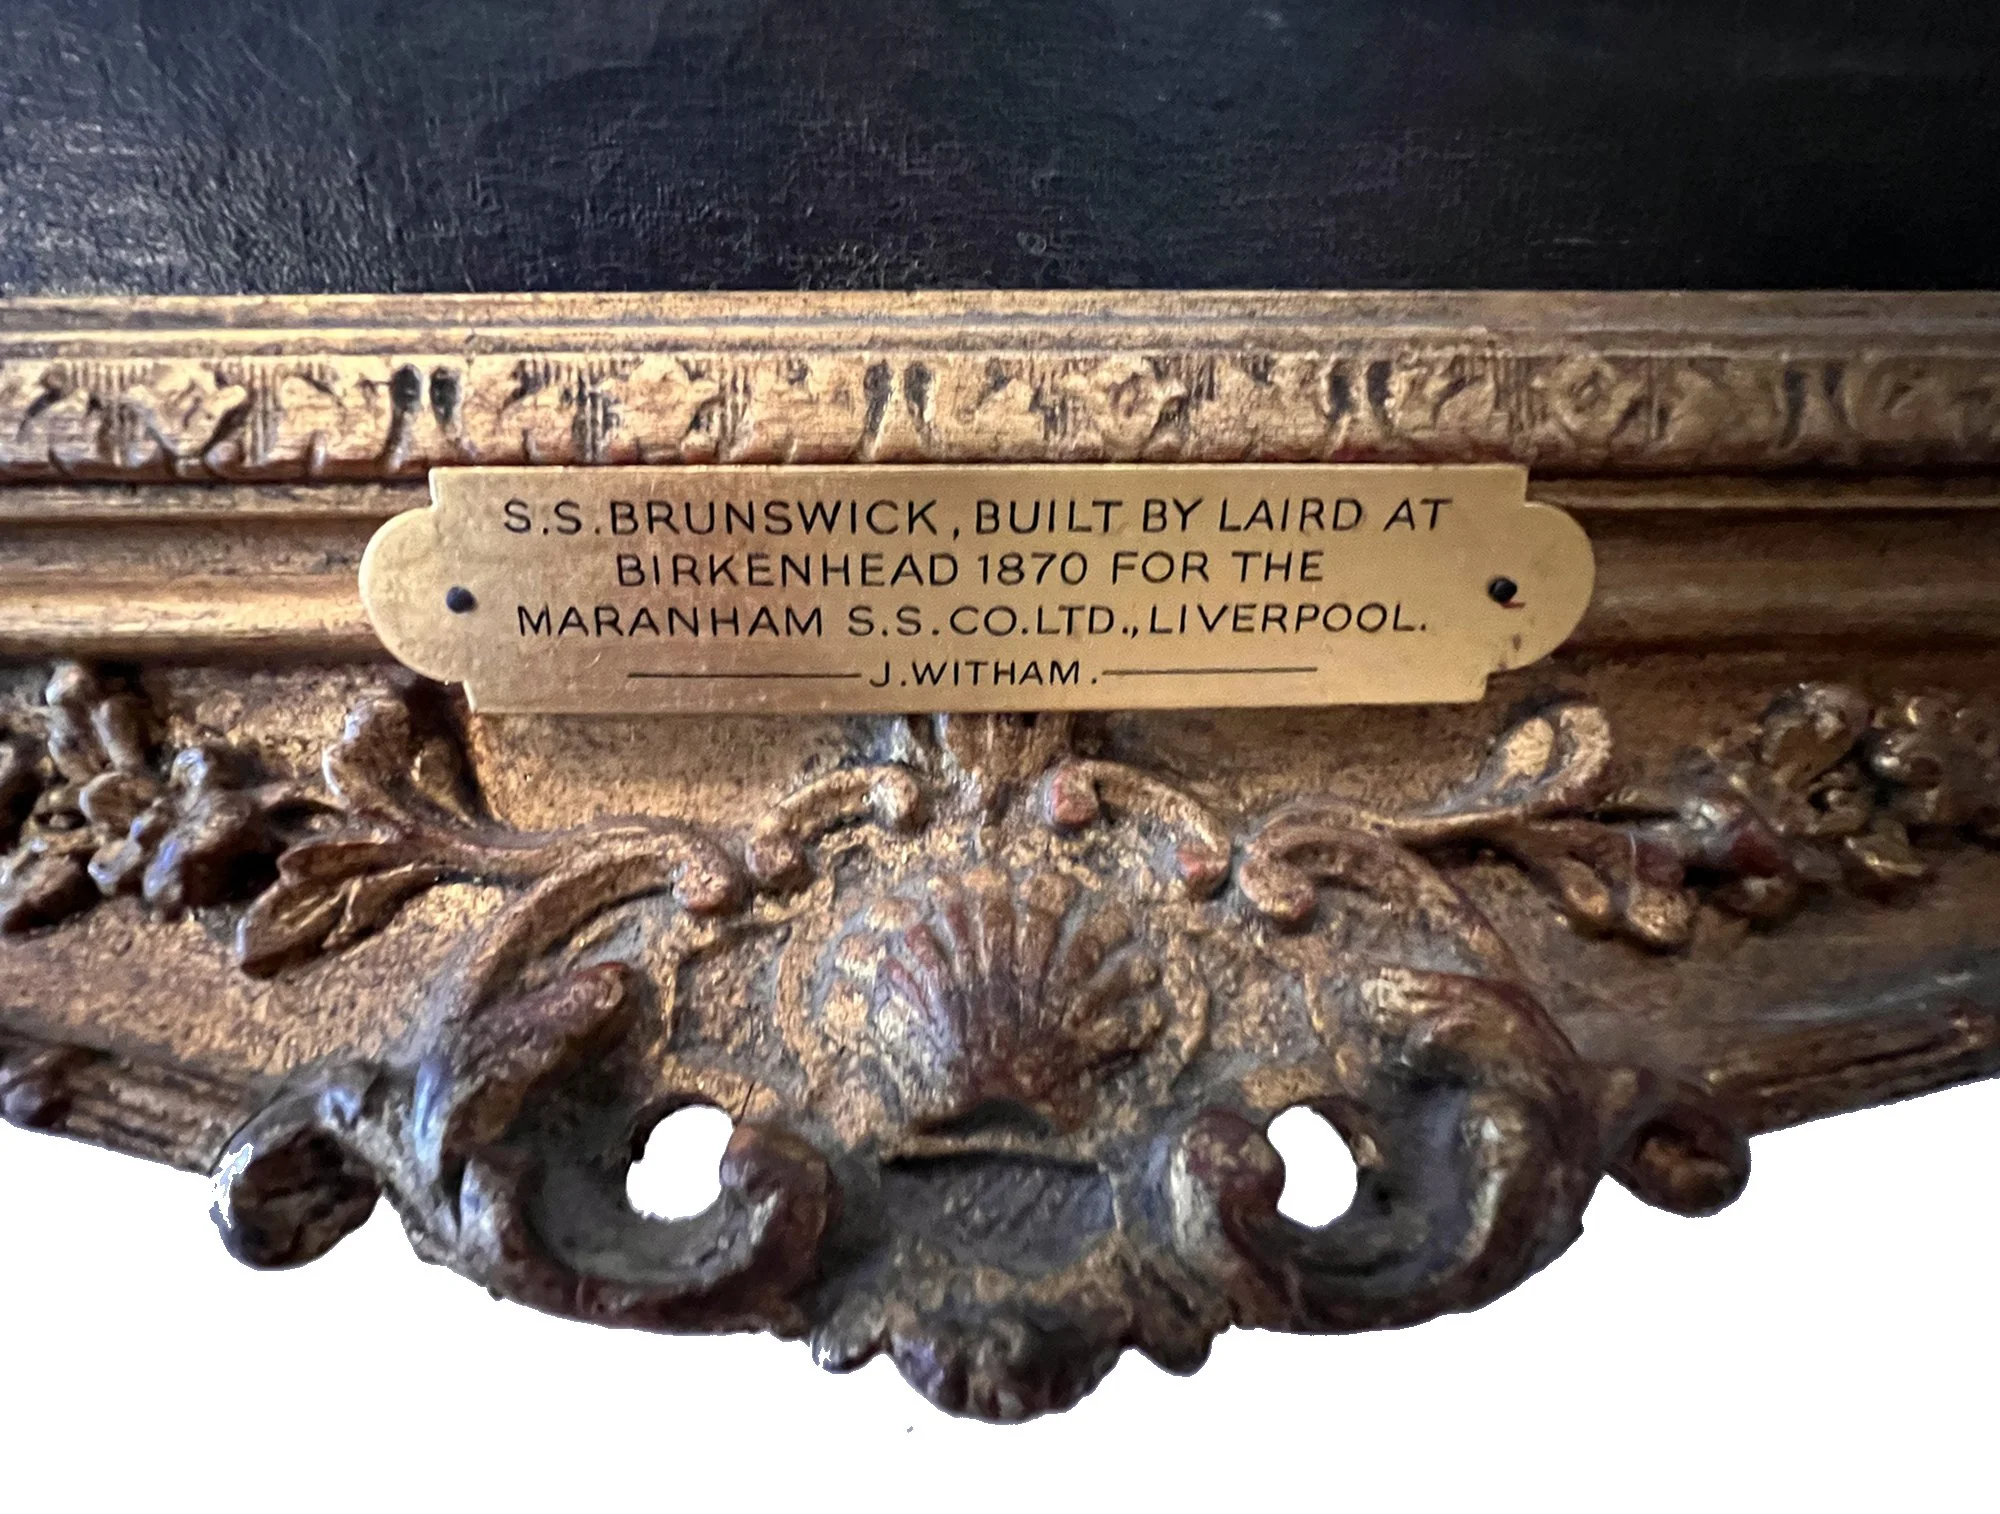 S.S.BRUNSWICK, BUILT BY LAIRD AT
BIRKENHEAD 1870 FOR THE
MARANHAM S.S.CO.LTD., LIVERPOOL.
J.WITHAM.